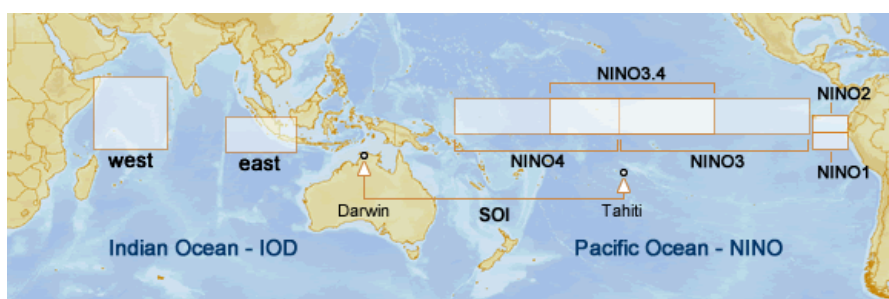 NINO3.4
NINO2
west
east
NINO4
NINO3
NINO1
Darwin
SOI
Tahiti
Indian Ocean - IOD
Pacific Ocean - NINO